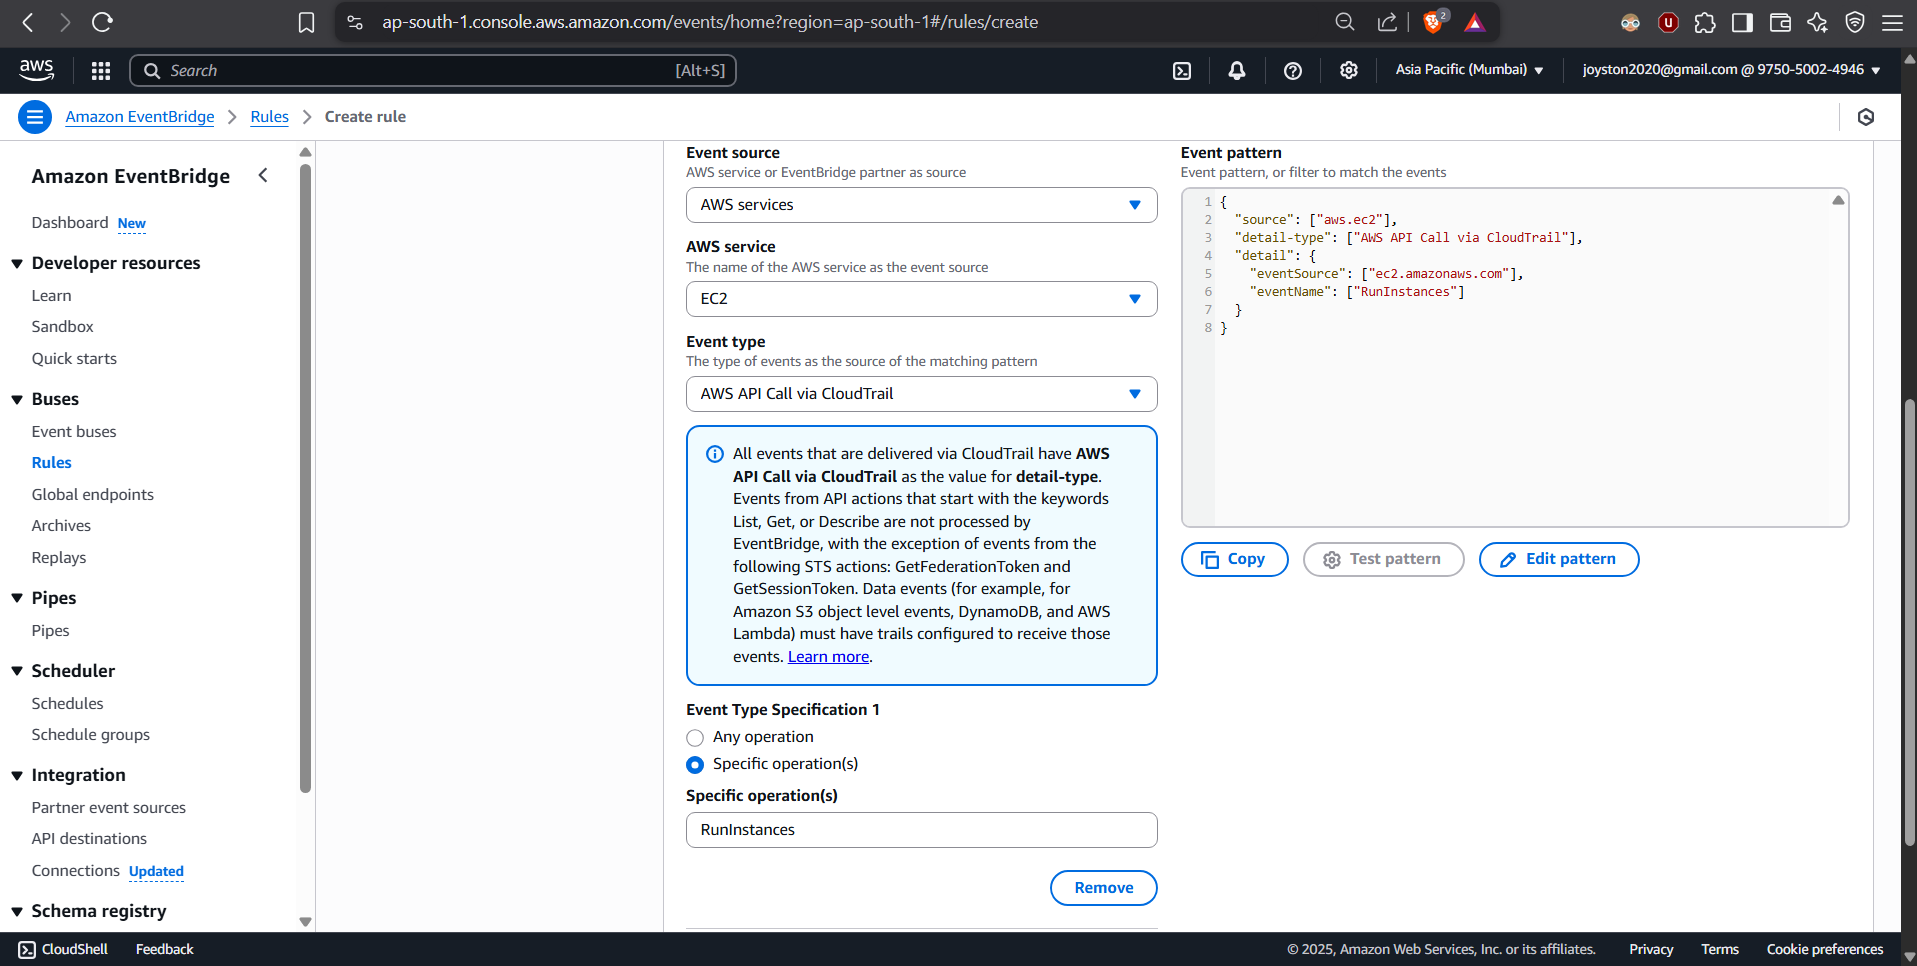 ap-south-1.console.aws.amazon.com/events/home?region=ap-south-1#/rules/create
2
U
aws
Search
[Alt+S]
Asia Pacific (Mumbai)
joyston2020@gmail.com @ 9750-5002-4946
Amazon EventBridge
Rules
Create rule
Amazon EventBridge
Dashboard New
Developer resources
Learn
Sandbox
Quick starts
Buses
Event buses
Rules
Global endpoints
Archives
Replays
Pipes
Pipes
Scheduler
Schedules
Schedule groups
Integration
Partner event sources
API destinations
Connections Updated
Schema registry
Event source
AWS service or EventBridge partner as source
AWS services
AWS service
The name of the AWS service as the event source
EC2
Event type
The type of events as the source of the matching pattern
AWS API Call via CloudTrail
All events that are delivered via CloudTrail have AWS
API Call via CloudTrail as the value for detail-type.
Events from API actions that start with the keywords
List, Get, or Describe are not processed by
EventBridge, with the exception of events from the
following STS actions: GetFederationToken and
GetSessionToken. Data events (for example, for
Amazon S3 object level events, DynamoDB, and AWS
Lambda) must have trails configured to receive those
events. Learn more.
Event Type Specification 1
Any operation
Specific operation(s)
Specific operation(s)
RunInstances
Remove
Event pattern
Event pattern, or filter to match the events
1 {
2 "source": ["aws.ec2"],
3 "detail-type": ["AWS API Call via CloudTrail"],
4 "detail": {
5 "eventSource": ["ec2.amazonaws.com"],
6 "eventName": ["RunInstances"]
7 }
8 }
Copy
Test pattern
Edit pattern
CloudShell
Feedback
© 2025, Amazon Web Services, Inc. or its affiliates.
Privacy
Terms
Cookie preferences